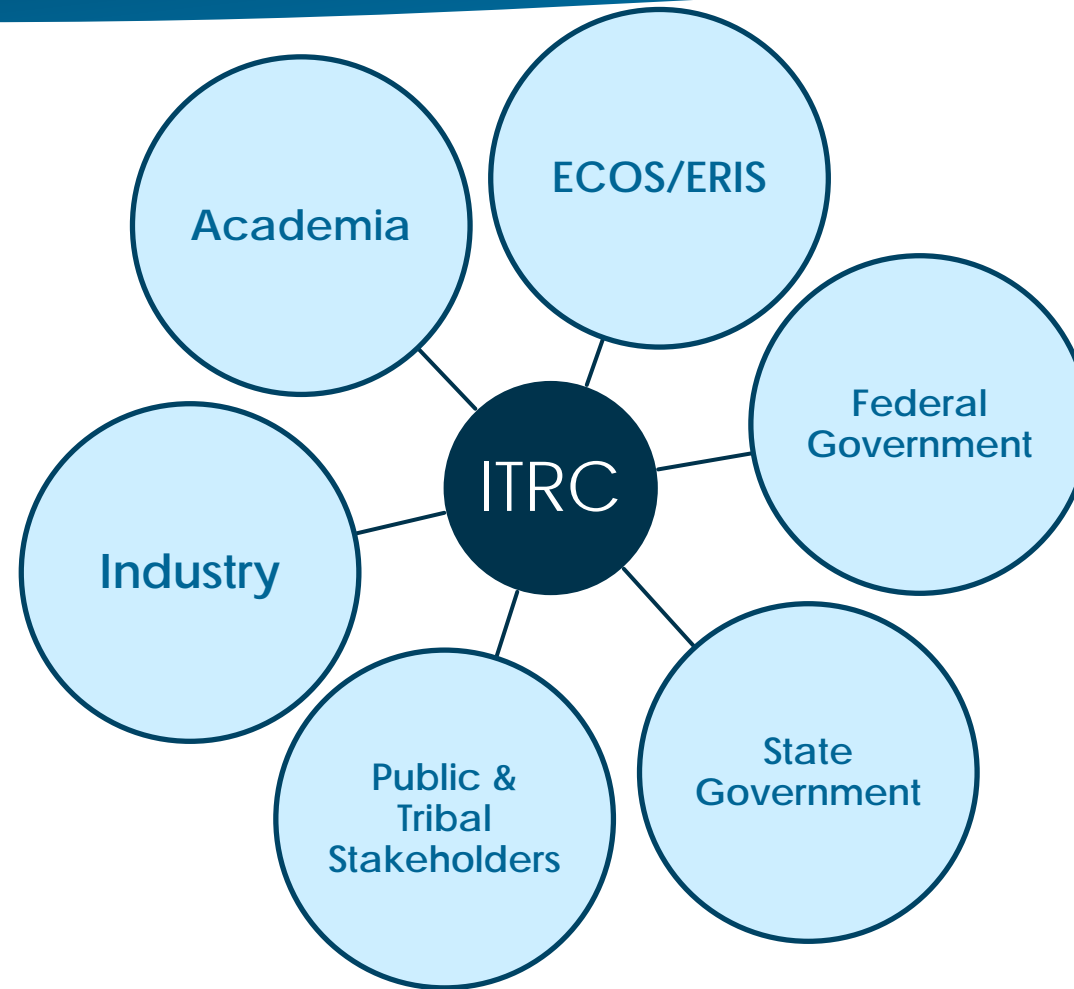 ECOS/ERIS
Academia
Federal
Government
ITRC
Industry
State
Government
Public &
Tribal
Stakeholders